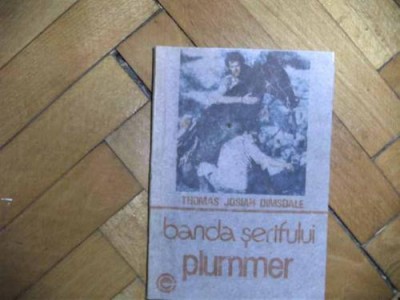 THOMAS JOSIAH DIMSDALE
banda şerifului
plummer